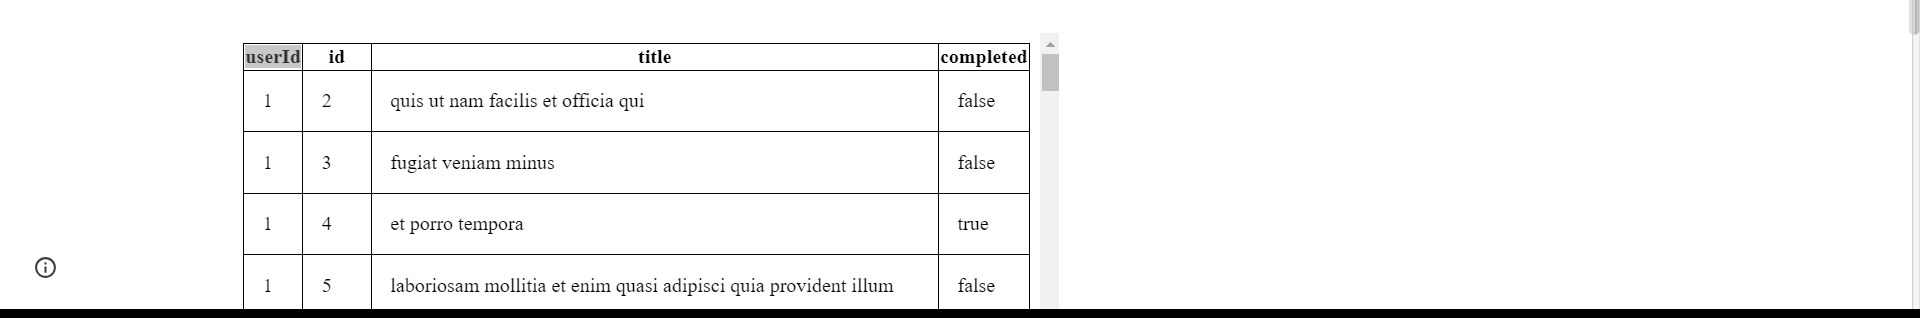 userId id title completed
1 2 quis ut nam facilis et officia qui false
1 3 fugiat veniam minus false
1 4 et porro tempora true
1 5 laboriosam mollitia et enim quasi adipisci quia provident illum false